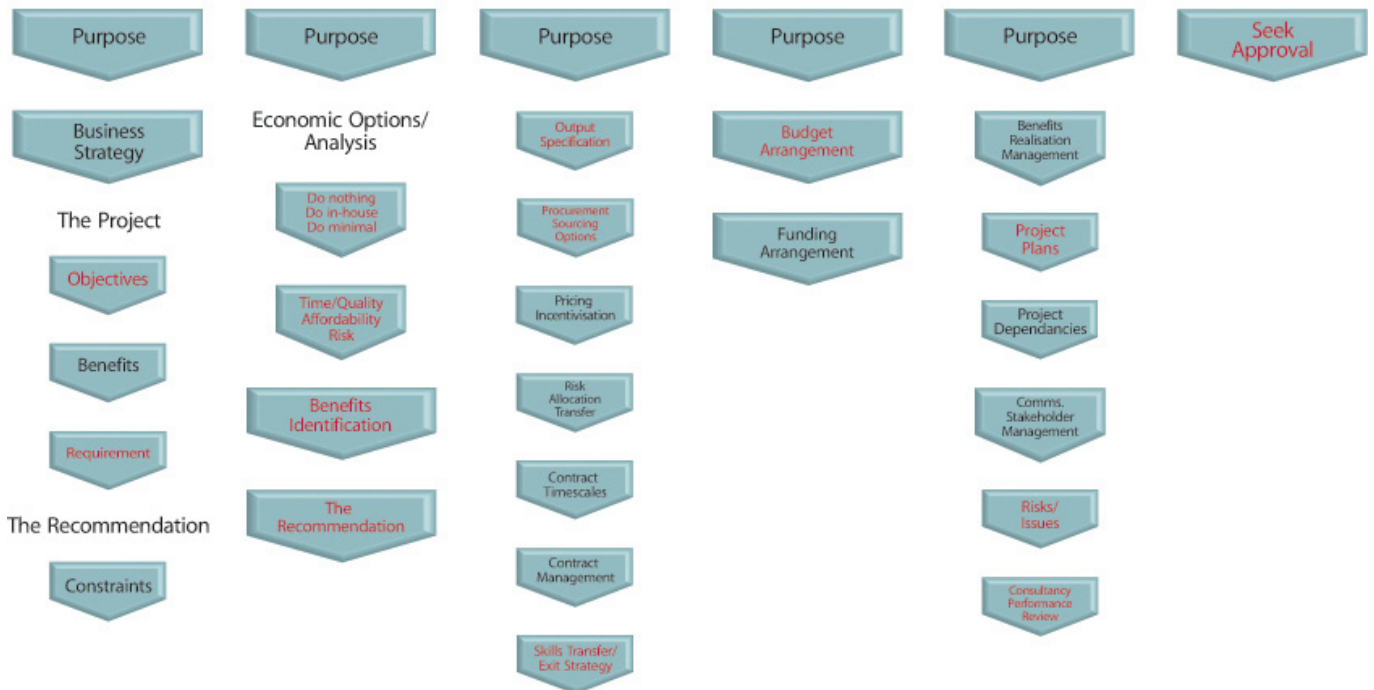 Purpose
Business
Strategy
The Project
Objectives
Benefits
Requirement
The Recommendation
Constraints
Purpose
Economic Options/
Analysis
Do nothing
Do in-house
Do minimal
Time/Quality
Affordability
Risk
Benefits
Identification
The
Recommendation
Purpose
Output
Specification
Procurement
Sourcing
Options
Pricing
Incentivisation
Risk
Allocation
Transfer
Contract
Timescales
Contract
Management
Skills Transfer/
Exit Strategy
Purpose
Budget
Arrangement
Funding
Arrangement
Purpose
Benefits
Realisation
Management
Project
Plans
Project
Dependancies
Comms.
Stakeholder
Management
Risks/
Issues
Consultancy
Performance
Review
Seek
Approval